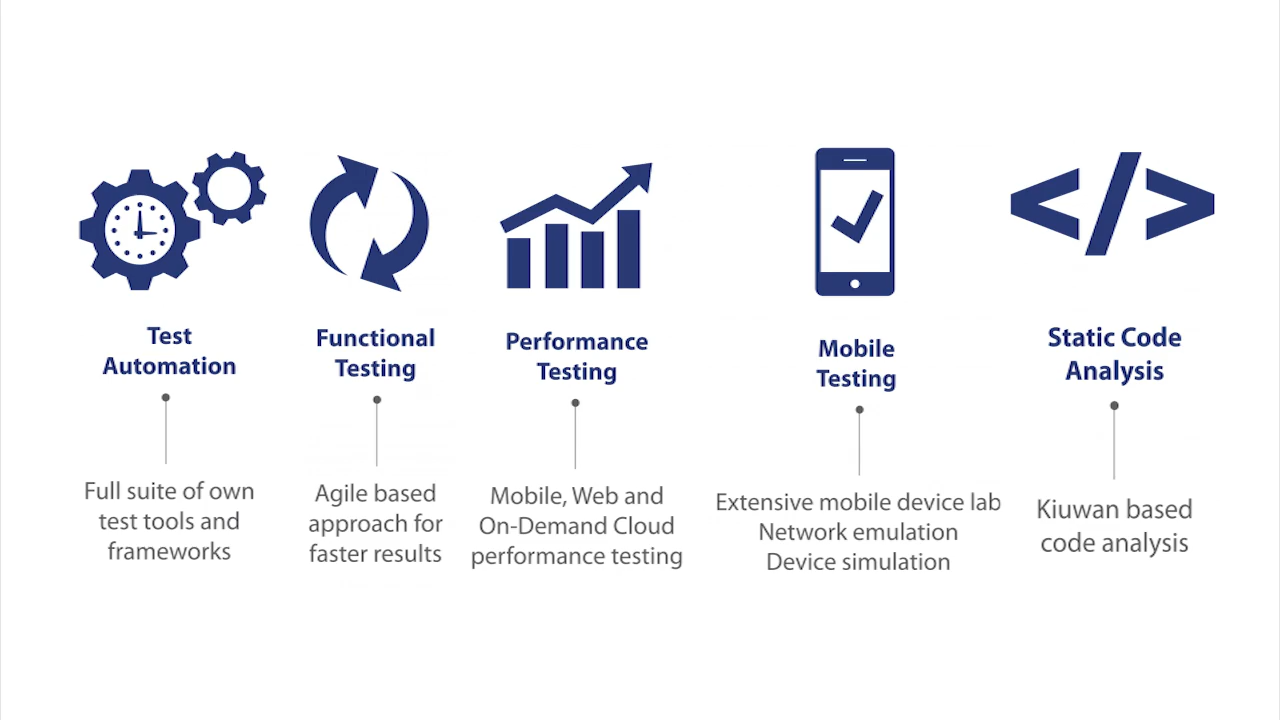 Test
Automation
Full suite of own
test tools and
frameworks
Functional
Testing
Agile based
approach for
faster results
Performance
Testing
Mobile, Web and
On-Demand Cloud
performance testing
Mobile
Testing
Extensive mobile device lab
Network emulation
Device simulation
Static Code
Analysis
Kiuwan based
code analysis